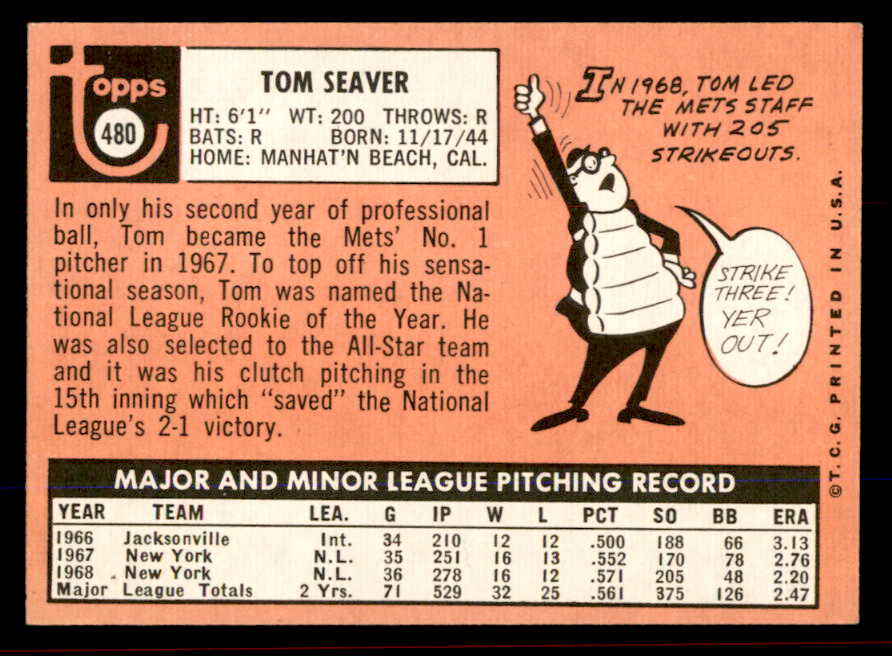 topps
480
TOM SEAVER
HT: 6'1" WT: 200 THROWS: R
BATS: R BORN: 11/17/44
HOME: MANHAT'N BEACH, CAL.
In only his second year of professional
ball, Tom became the Mets' No. 1
pitcher in 1967. To top off his sensa-
tional season, Tom was named the Na-
tional League Rookie of the Year. He
was also selected to the All-Star team
and it was his clutch pitching in the
15th inning which "saved" the National
League's 2-1 victory.
IN 1968, TOM LED
THE METS STAFF
WITH 205
STRIKEOUTS.
STRIKE
THREE!
YER
OUT!
©T.C.G. PRINTED IN U.S.A.
MAJOR AND MINOR LEAGUE PITCHING RECORD
YEAR TEAM LEA. G IP W L PCT SO BB ERA
1966 Jacksonville Int. 34 210 12 12 .500 188 66 3.13
1967 New York N.L. 35 251 16 13 .552 170 78 2.76
1968 New York N.L. 36 278 16 12 .571 205 48 2.20
Major League Totals 2 Yrs. 71 529 32 25 .561 375 126 2.47